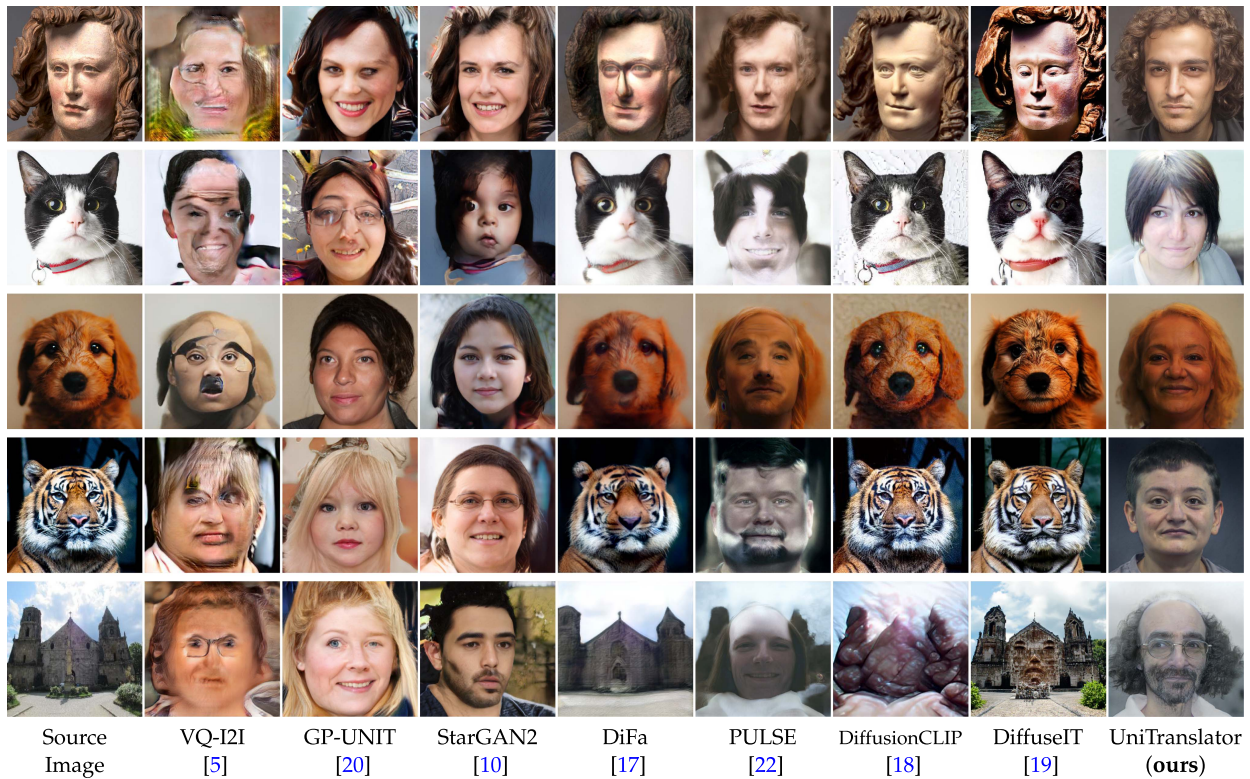 Source VQ-I2I GP-UNIT StarGAN2 DiFa PULSE DiffusionCLIP DiffuseIT UniTranslator
Image [5] [20] [10] [17] [22] [18] [19] (ours)